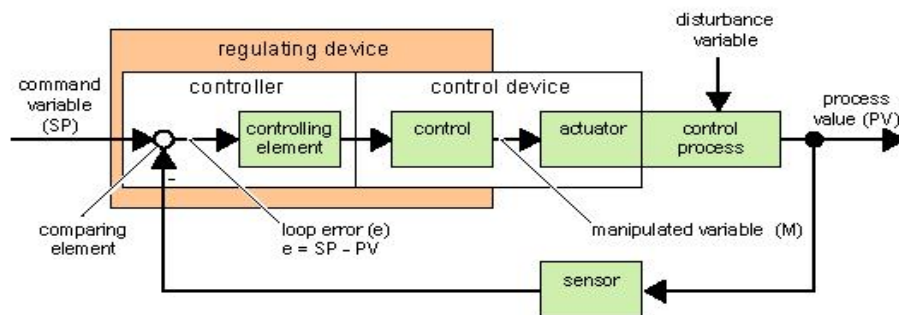 disturbance
variable
regulating device
command
variable
(SP)
controller
control device
process
value (PV)
controlling
element
control
actuator
control
process
-
comparing
element
loop error (e)
e = SP - PV
manipulated variable (M)
sensor